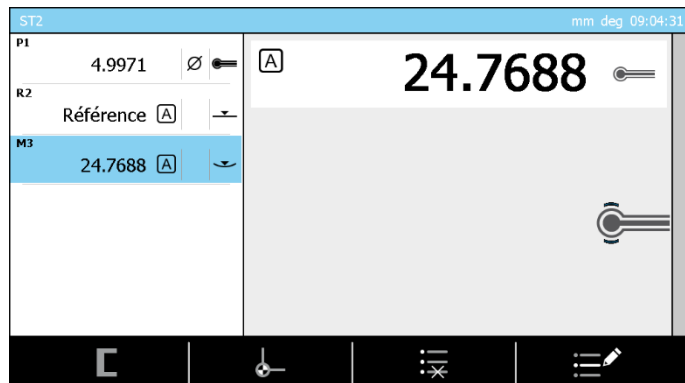 ST2 mm deg 09:04:31
P1
4.9971 Ø
R2
Référence A
M3
24.7688 A
A 24.7688